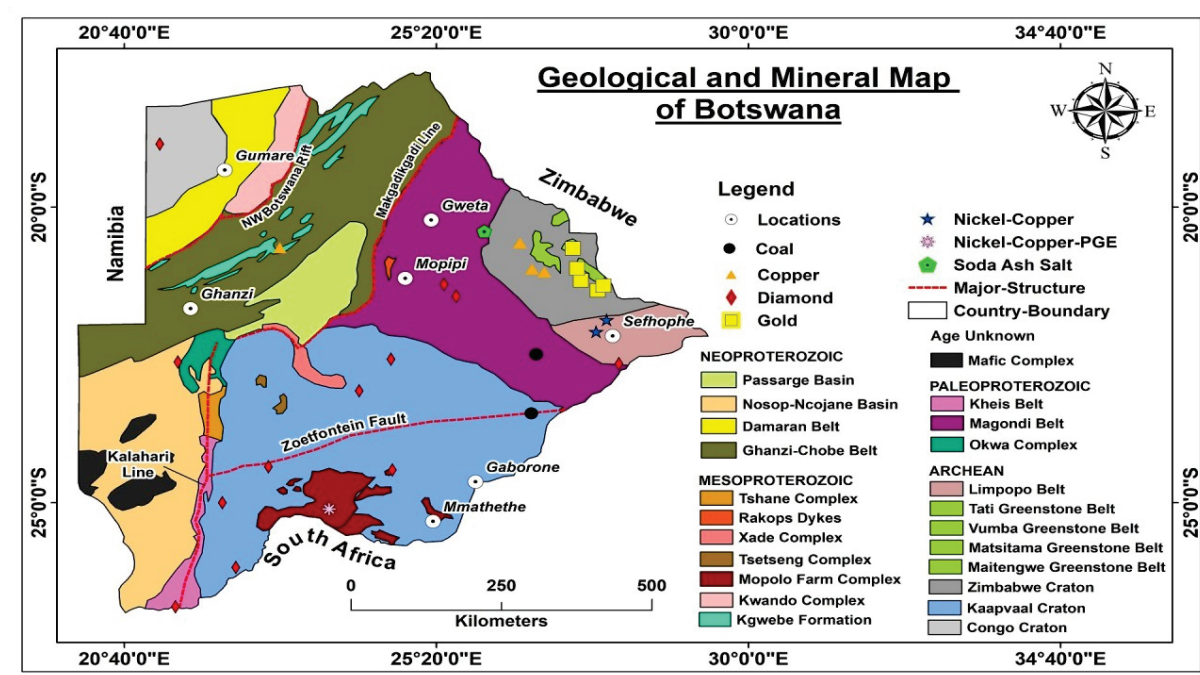 20°40'0"E 25°20'0"E 30°0'0"E 34°40'0"E
Geological and Mineral Map
of Botswana
N
W E
S
20°0'0"S
25°0'0"S
20°0'0"S
25°0'0"S
Namibia
Zimbabwe
South Africa
Gumare
NW Botswana Rift
Makgadikgadi Line
Gweta
Mopipi
Ghanzi
Sefhophe
Zoetfontein Fault
Kalahari
Line
Gaborone
Mmathethe
0 250 500
Kilometers
Legend
Locations
Coal
Copper
Diamond
Gold
Nickel-Copper
Nickel-Copper-PGE
Soda Ash Salt
Major-Structure
Country-Boundary
NEOPROTEROZOIC
Passarge Basin
Nosop-Ncojane Basin
Damaran Belt
Ghanzi-Chobe Belt
MESOPROTEROZOIC
Tshane Complex
Rakops Dykes
Xade Complex
Tsetseng Complex
Mopolo Farm Complex
Kwando Complex
Kgwebe Formation
Age Unknown
Mafic Complex
PALEOPROTEROZOIC
Kheis Belt
Magondi Belt
Okwa Complex
ARCHEAN
Limpopo Belt
Tati Greenstone Belt
Vumba Greenstone Belt
Matsitama Greenstone Belt
Maitengwe Greenstone Belt
Zimbabwe Craton
Kaapvaal Craton
Congo Craton
20°40'0"E 25°20'0"E 30°0'0"E 34°40'0"E